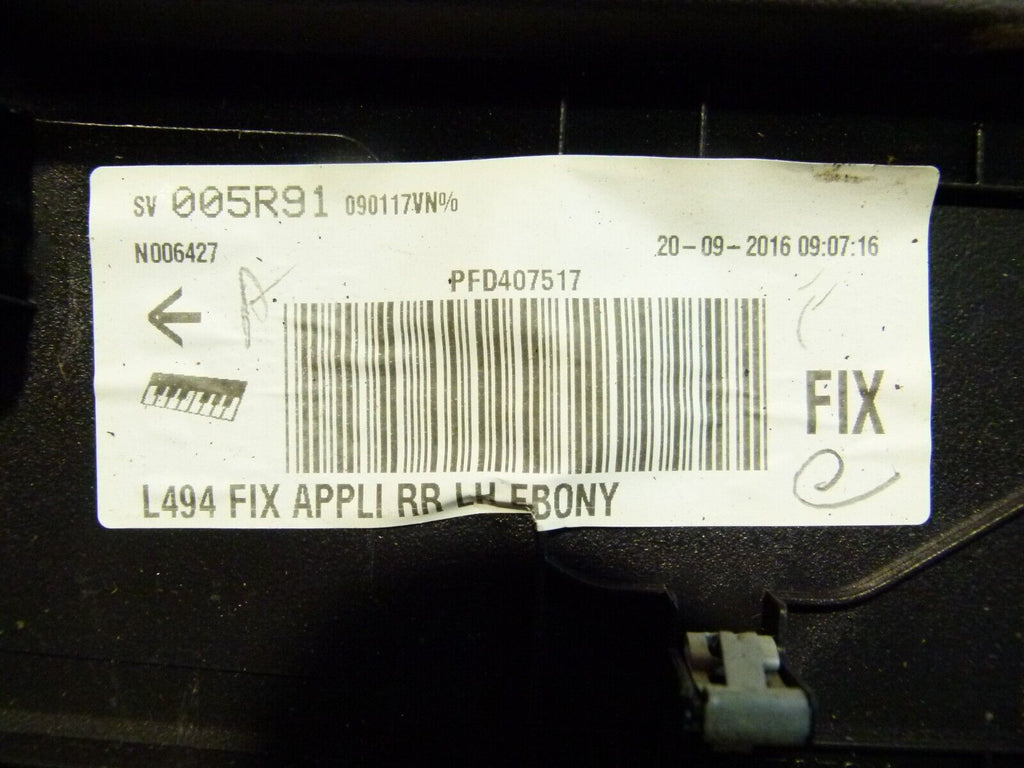 SV 005R91 090117VN%
N006427
20-09-2016 09:07:16
PFD407517
FIX
L494 FIX APPLI RR LH EBONY